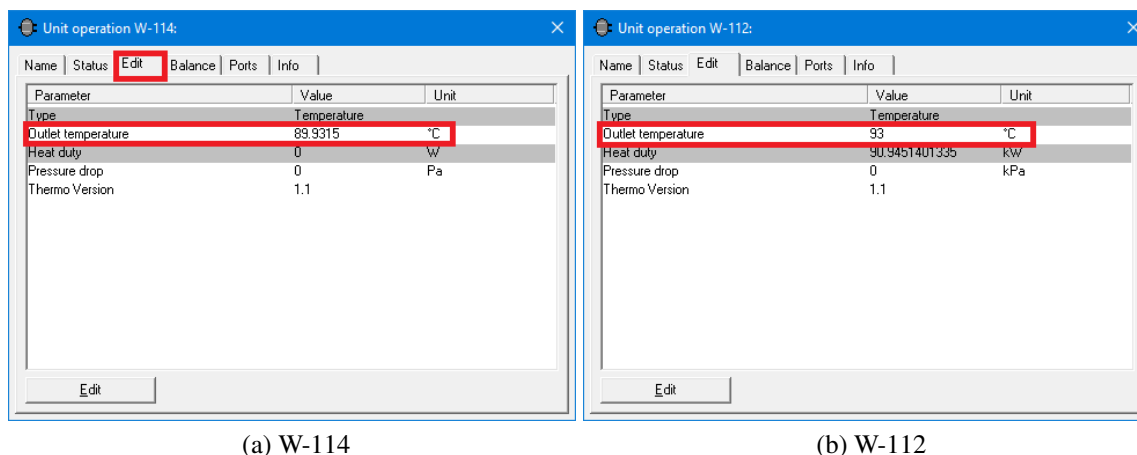 Unit operation W-114:
Name Status Edit Balance Ports Info
Parameter Value Unit
Type Temperature
Outlet temperature 89.9315 °C
Heat duty 0 W
Pressure drop 0 Pa
Thermo Version 1.1
Edit
(a) W-114
Unit operation W-112:
Name Status Edit Balance Ports Info
Parameter Value Unit
Type Temperature
Outlet temperature 93 °C
Heat duty 90.9451401335 kW
Pressure drop 0 kPa
Thermo Version 1.1
Edit
(b) W-112